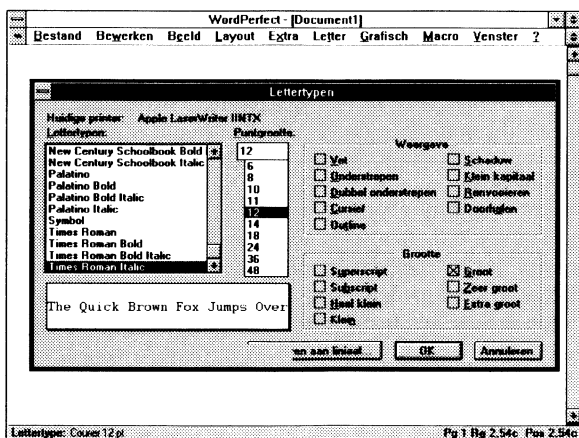 WordPerfect - [Document1]
Bestand Bewerken Beeld Layout Extra Letter Grafisch Macro Venster ?
Lettertypen
Huidige printer: Apple LaserWriter IINTX
Lettertypen:
New Century Schoolbook Bold
New Century Schoolbook Italic
Palatino
Palatino Bold
Palatino Bold Italic
Palatino Italic
Symbol
Times Roman
Times Roman Bold
Times Roman Bold Italic
Times Roman Italic
Puntgrootte:
12
6
8
10
11
12
14
18
24
36
48
Weergave
Vet
Onderstrepen
Dubbel onderstrepen
Cursief
Outline
Schaduw
Klein kapitaal
Renvooieren
Doorhalen
Grootte
Superscript
Subscript
Heel klein
Klein
Groot
Zeer groot
Extra groot
The Quick Brown Fox Jumps Over
en aan liniaal... OK Annuleren
Lettertype: Courier 12 pt Pg 1 Rg 2,54c Pos 2,54c